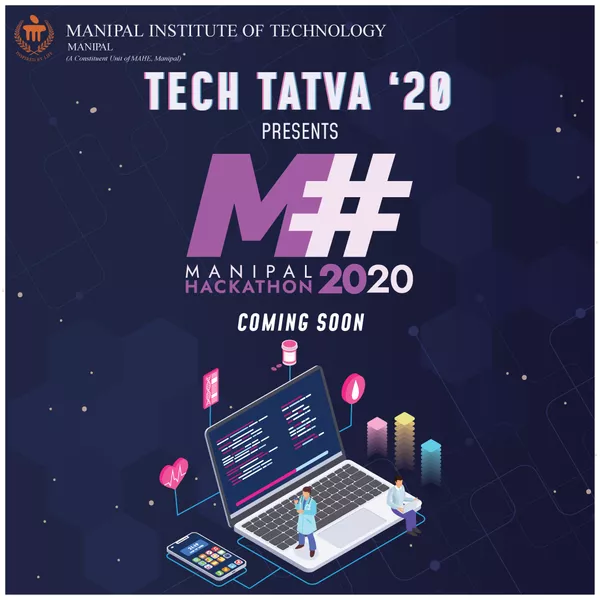 MANIPAL INSTITUTE OF TECHNOLOGY
MANIPAL
(A Constituent Unit of MAHE, Manipal)
TECH TATVA ‘20
PRESENTS
M#
MANIPAL
HACKATHON 2020
COMING SOON